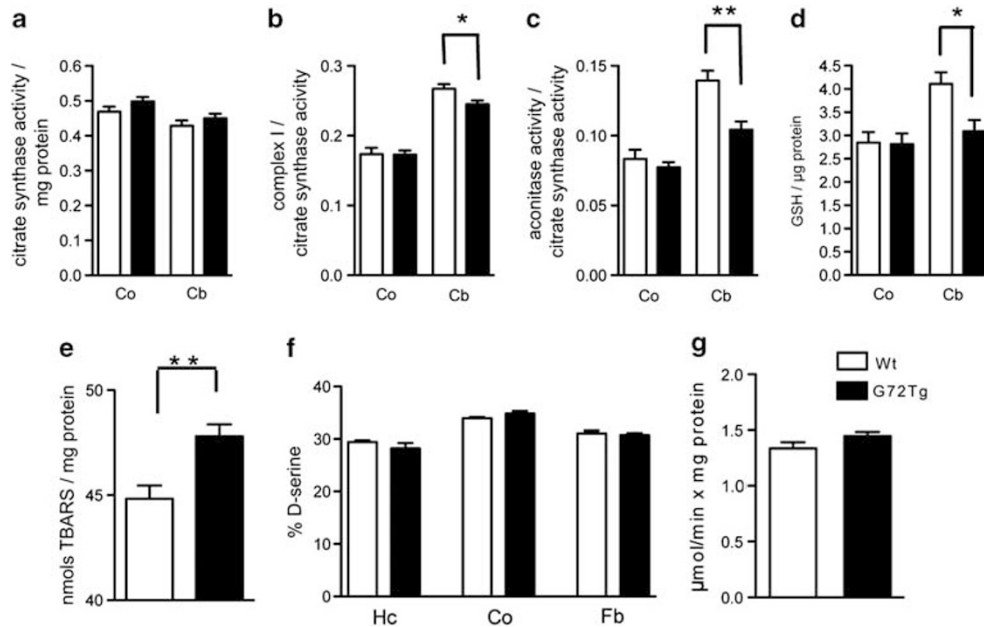 a
citrate synthase activity /
mg protein
0.6
0.5
0.4
0.3
0.2
0.1
0.0
Co Cb
b
*
complex I /
citrate synthase activity
0.3
0.2
0.1
0.0
Co Cb
c
**
aconitase activity /
citrate synthase activity
0.15
0.10
0.05
0.00
Co Cb
d
*
GSH / µg protein
4.5
4.0
3.5
3.0
2.5
2.0
1.5
1.0
0.5
0.0
Co Cb
e
**
nmols TBARS / mg protein
50
45
40
f
% D-serine
40
30
20
10
0
Hc Co Fb
g
Wt
G72Tg
µmol/min x mg protein
2.0
1.5
1.0
0.5
0.0